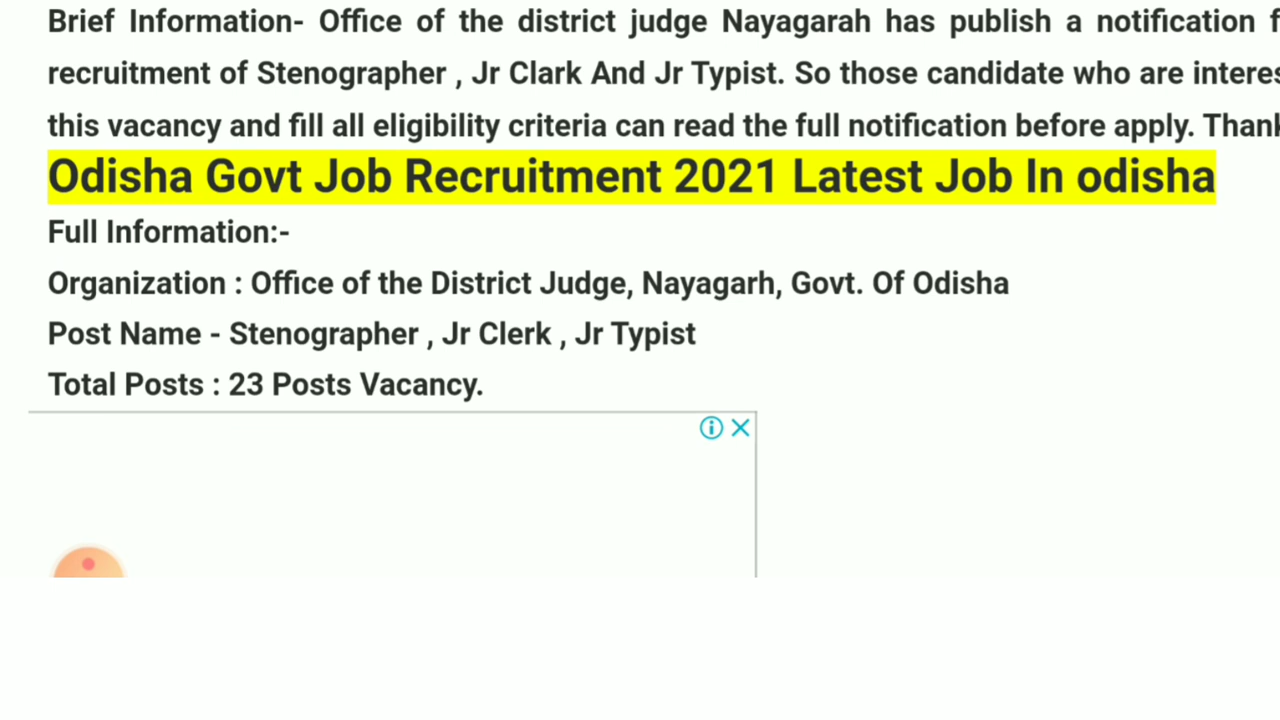 Brief Information- Office of the district judge Nayagarah has publish a notification
recruitment of Stenographer , Jr Clark And Jr Typist. So those candidate who are
this vacancy and fill all eligibility criteria can read the full notification before apply.
Odisha Govt Job Recruitment 2021 Latest Job In odisha
Full Information:-
Organization : Office of the District Judge, Nayagarh, Govt. Of Odisha
Post Name - Stenographer , Jr Clerk , Jr Typist
Total Posts : 23 Posts Vacancy.